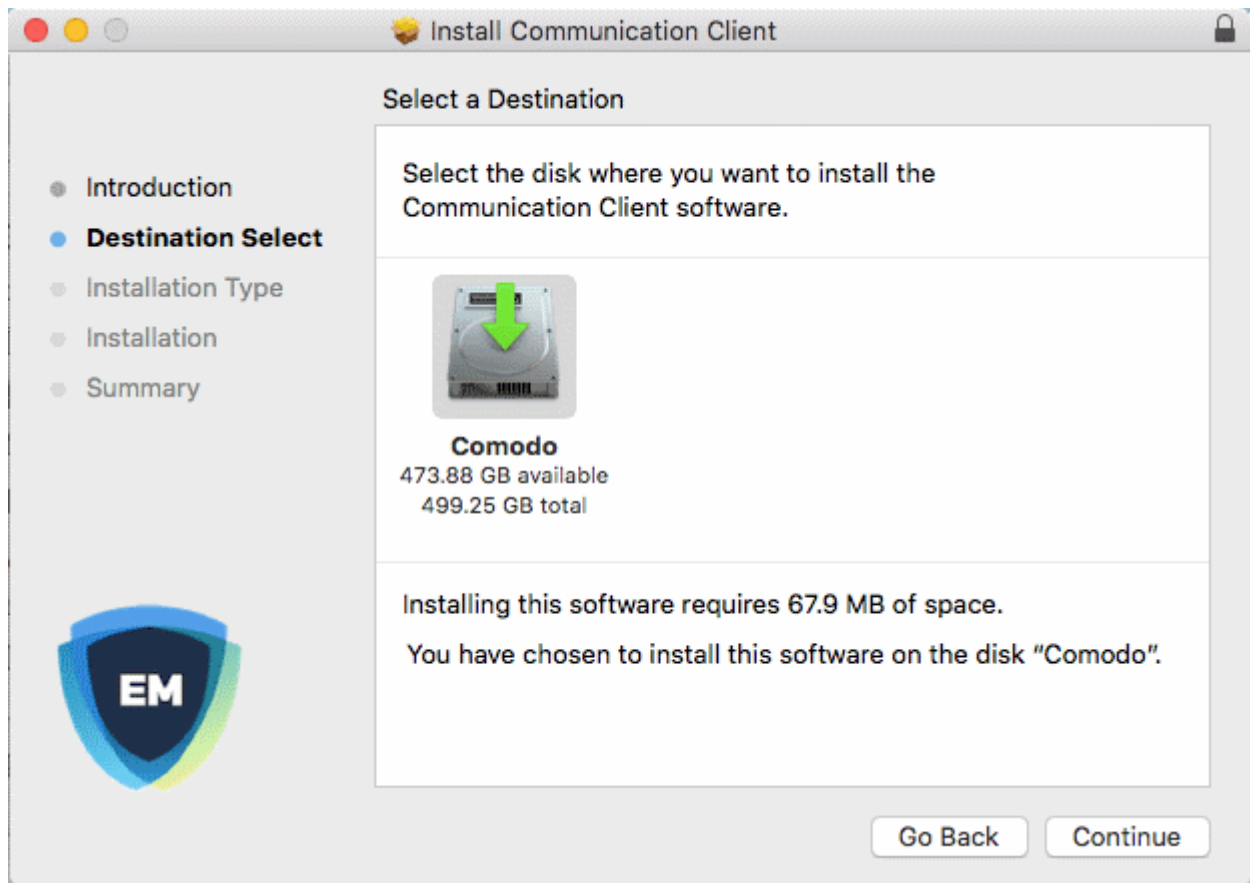 Install Communication Client
Select a Destination
Introduction
Destination Select
Installation Type
Installation
Summary
Select the disk where you want to install the
Communication Client software.
Comodo
473.88 GB available
499.25 GB total
Installing this software requires 67.9 MB of space.
You have chosen to install this software on the disk “Comodo”.
EM
Go Back
Continue